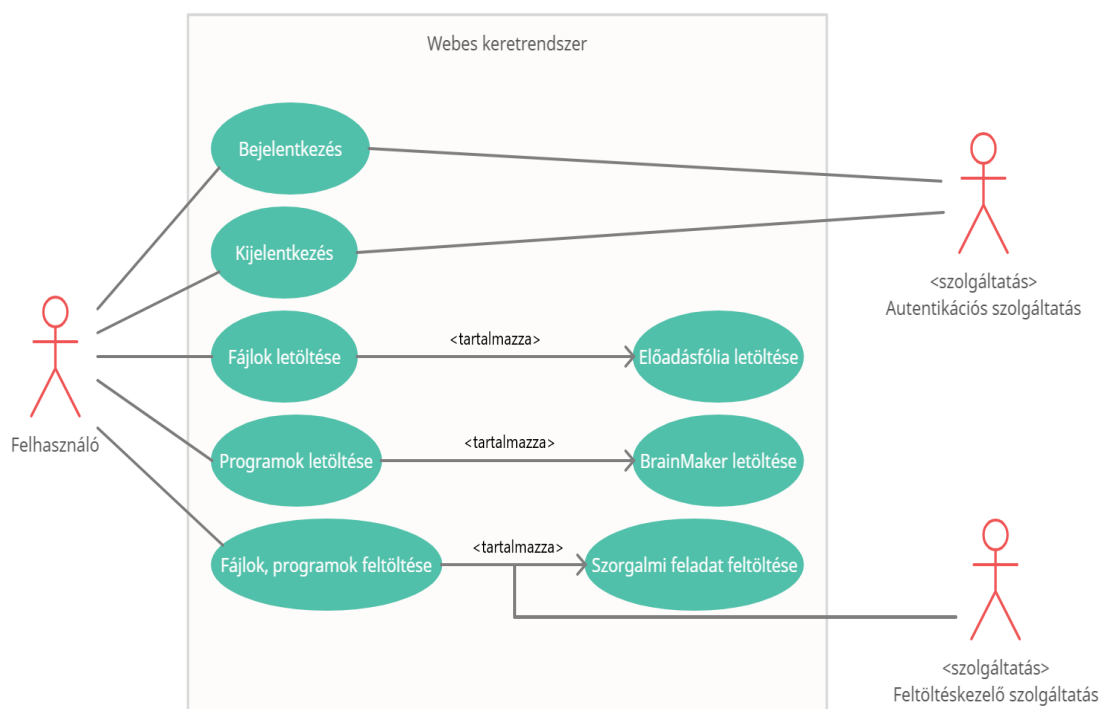 Webes keretrendszer
Bejelentkezés
Kijelentkezés
<szolgáltatás>
Autentikációs szolgáltatás
Fájlok letöltése
<tartalmazza>
Előadásfólia letöltése
Felhasználó
Programok letöltése
<tartalmazza>
BrainMaker letöltése
Fájlok, programok feltöltése
<tartalmazza>
Szorgalmi feladat feltöltése
<szolgáltatás>
Feltöltéskezelő szolgáltatás